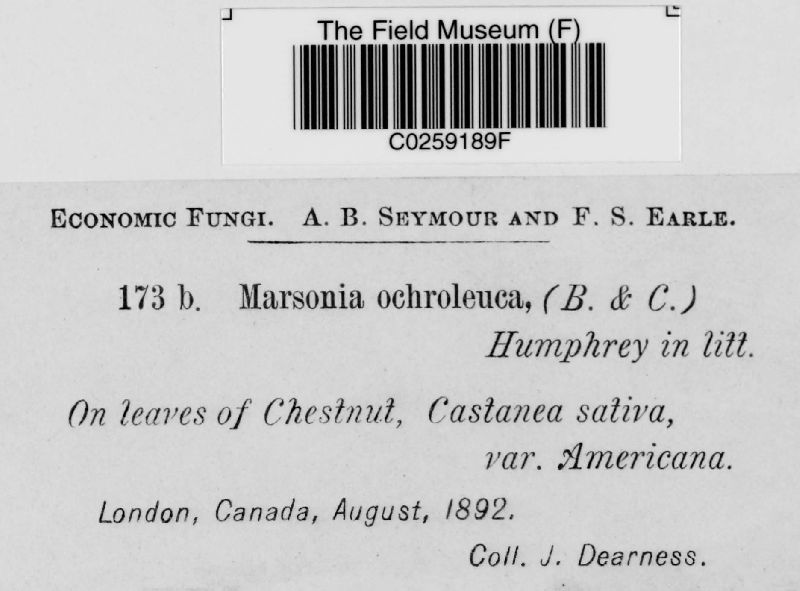 The Field Museum (F)
C0259189F
Economic Fungi. A. B. Seymour and F. S. Earle.
173 b. Marsonia ochroleuca, (B. & C.)
Humphrey in litt.
On leaves of Chestnut, Castanea sativa,
var. Americana.
London, Canada, August, 1892.
Coll. J. Dearness.